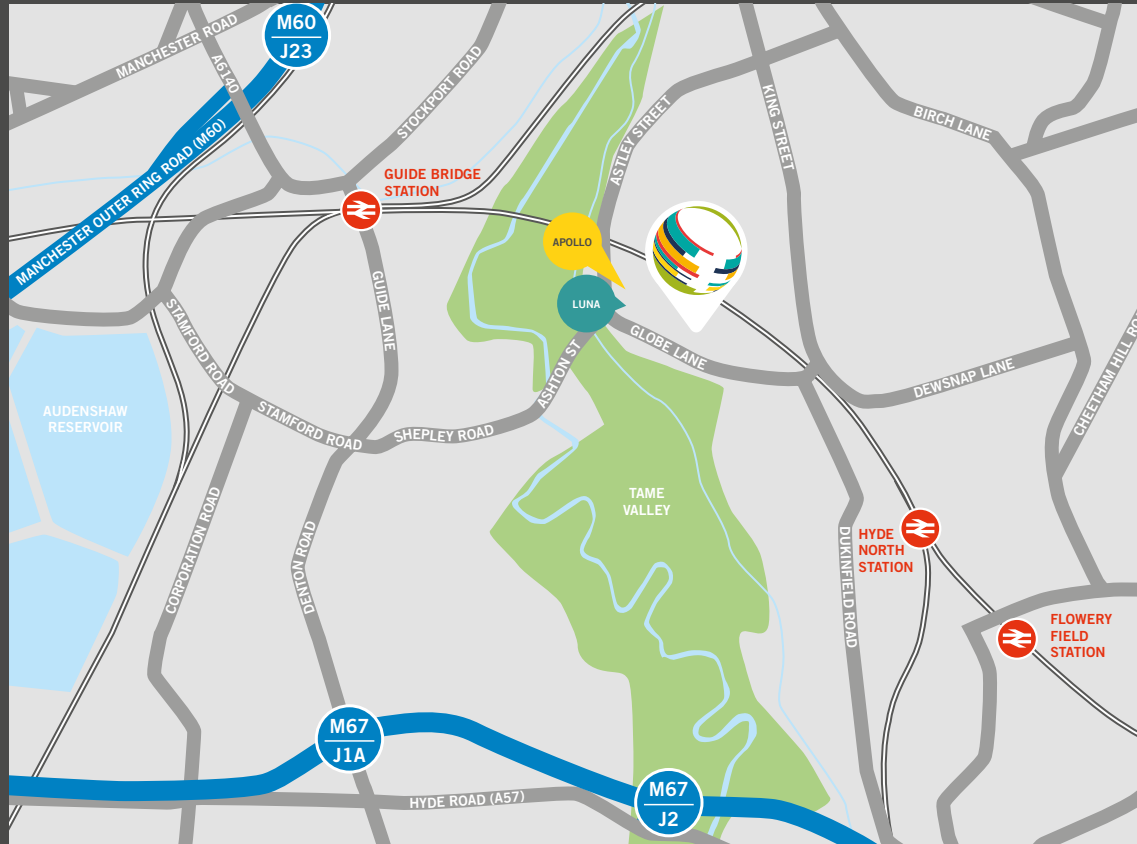 M60
J23
MANCHESTER ROAD
A6140
STOCKPORT ROAD
MANCHESTER OUTER RING ROAD (M60)
GUIDE BRIDGE
STATION
ASTLEY STREET
KING STREET
BIRCH LANE
APOLLO
LUNA
GUIDE LANE
GLOBE LANE
STAMFORD ROAD
ASHTON ST
DEWSNAP LANE
CHEETHAM HILL RO
AUDENSHAW
RESERVOIR
STAMFORD ROAD
SHEPLEY ROAD
TAME
VALLEY
CORPORATION ROAD
DENTON ROAD
DUKINFIELD ROAD
HYDE
NORTH
STATION
FLOWERY
FIELD
STATION
M67
J1A
HYDE ROAD (A57)
M67
J2